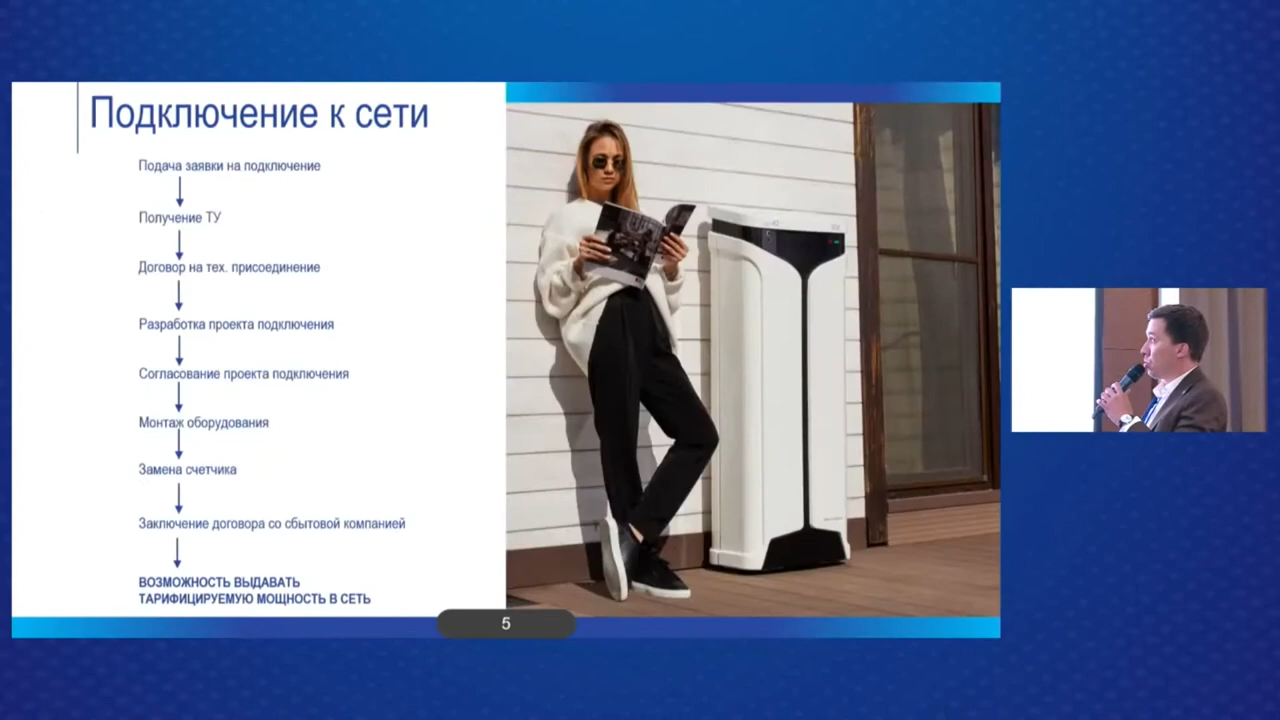 Подключение к сети
Подача заявки на подключение
Получение ТУ
Договор на тех. присоединение
Разработка проекта подключения
Согласование проекта подключения
Монтаж оборудования
Замена счетчика
Заключение договора со сбытовой компанией
ВОЗМОЖНОСТЬ ВЫДАВАТЬ
ТАРИФИЦИРУЕМУЮ МОЩНОСТЬ В СЕТЬ
5